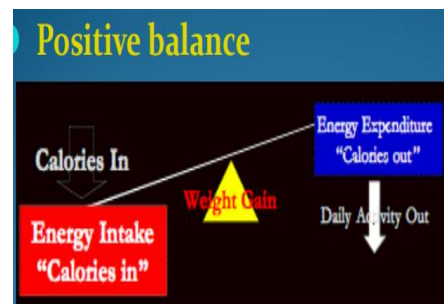 Positive balance
Calories In
Energy Intake
“Calories in”
Weight Gain
Energy Expenditure
“Calories out”
Daily Activity Out